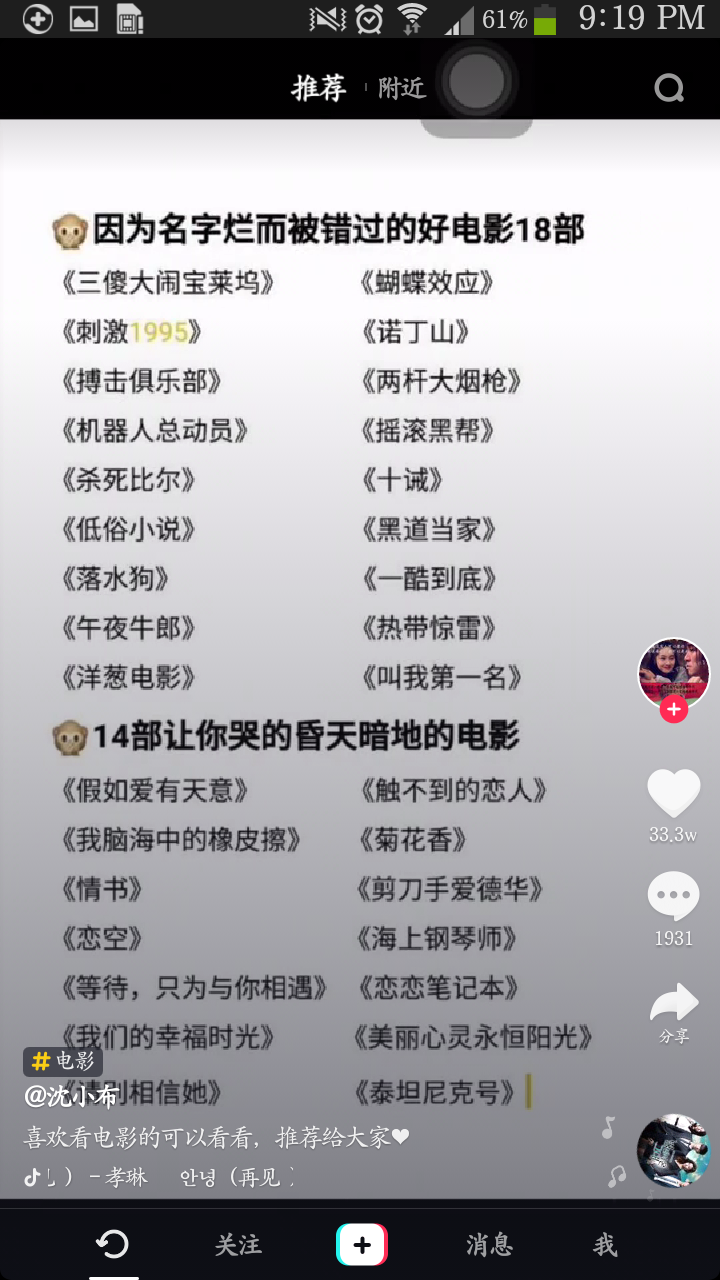 61% 9:19 PM
推荐 附近
因为名字烂而被错过的好电影18部
《三傻大闹宝莱坞》 《蝴蝶效应》
《刺激1995》 《诺丁山》
《搏击俱乐部》 《两杆大烟枪》
《机器人总动员》 《摇滚黑帮》
《杀死比尔》 《十诫》
《低俗小说》 《黑道当家》
《落水狗》 《一酷到底》
《午夜牛郎》 《热带惊雷》
《洋葱电影》 《叫我第一名》
14部让你哭的昏天暗地的电影
《假如爱有天意》 《触不到的恋人》
《我脑海中的橡皮擦》 《菊花香》
《情书》 《剪刀手爱德华》
《恋空》 《海上钢琴师》
《等待，只为与你相遇》 《恋恋笔记本》
《我们的幸福时光》 《美丽心灵永恒阳光》
《请别相信她》 《泰坦尼克号》
33.3w
1931
分享
#电影
@沈小布
喜欢看电影的可以看看，推荐给大家❤
) - 孝琳 안녕（再见 ）
关注 消息 我